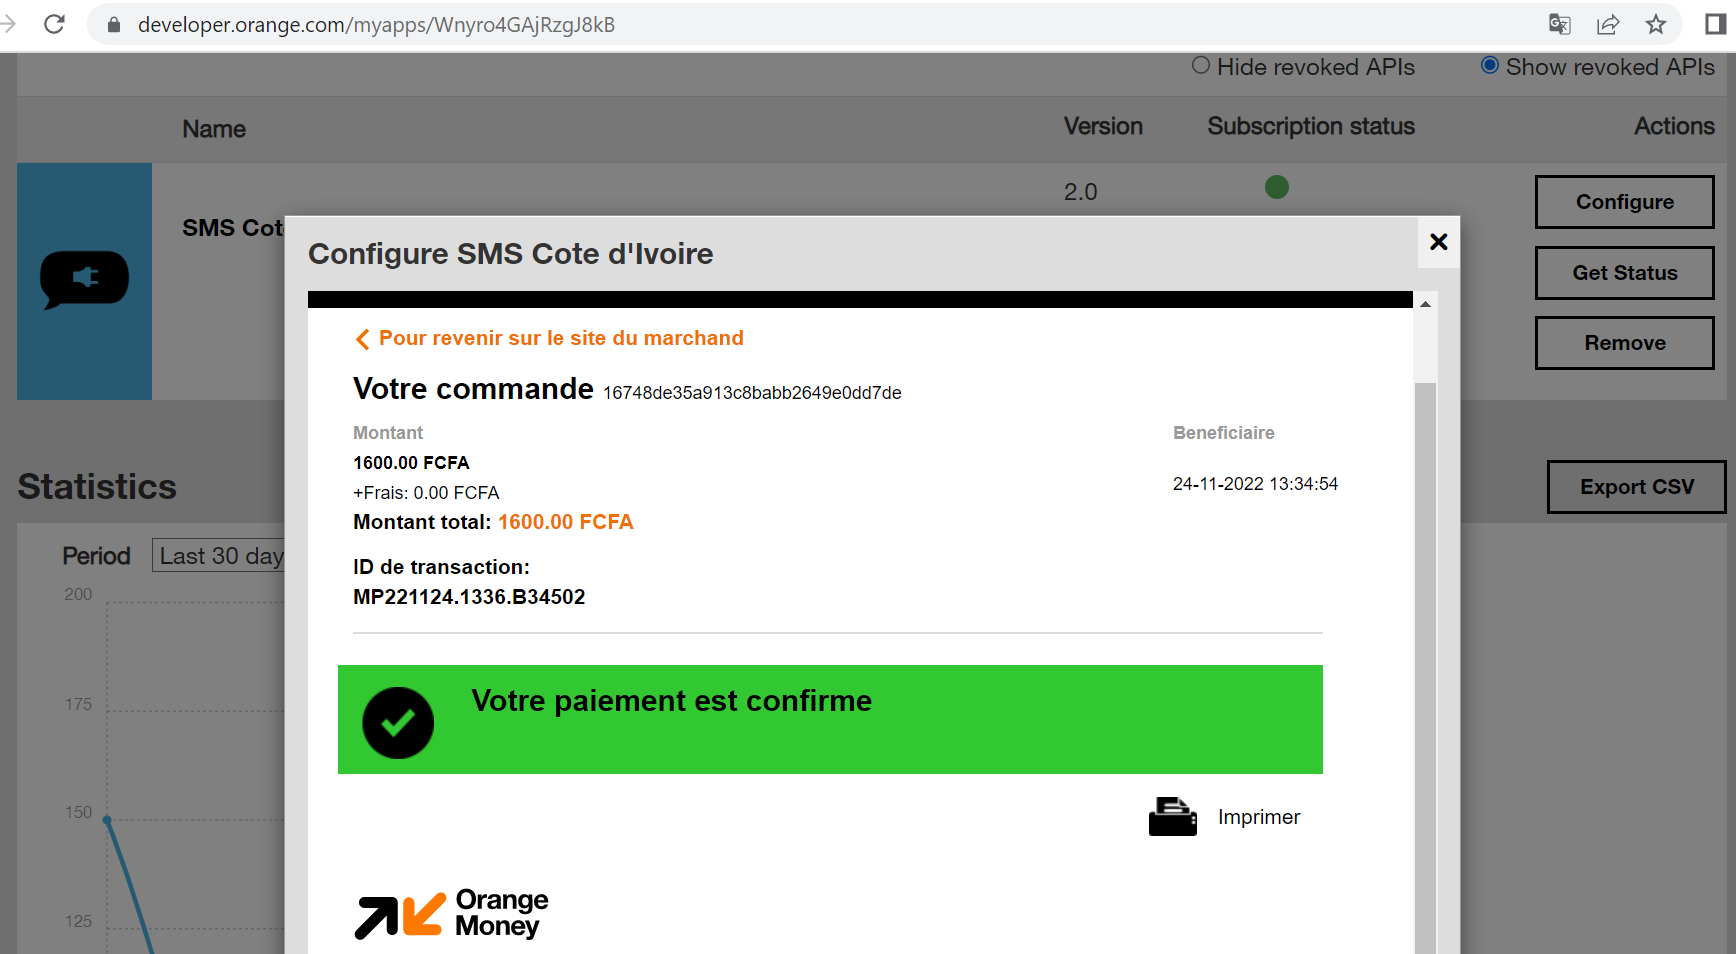 developer.orange.com/myapps/Wnyro4GAjRzgJ8kB
Hide revoked APIs Show revoked APIs
Name Version Subscription status Actions
2.0
Configure
SMS Cot
Configure SMS Cote d'Ivoire
Get Status
Remove
Pour revenir sur le site du marchand
Votre commande 16748de35a913c8babb2649e0dd7de
Montant Beneficiaire
1600.00 FCFA
+Frais: 0.00 FCFA 24-11-2022 13:34:54
Montant total: 1600.00 FCFA
ID de transaction:
MP221124.1336.B34502
Votre paiement est confirme
Imprimer
Orange
Money
Statistics Export CSV
Period Last 30 day
200
175
150
125